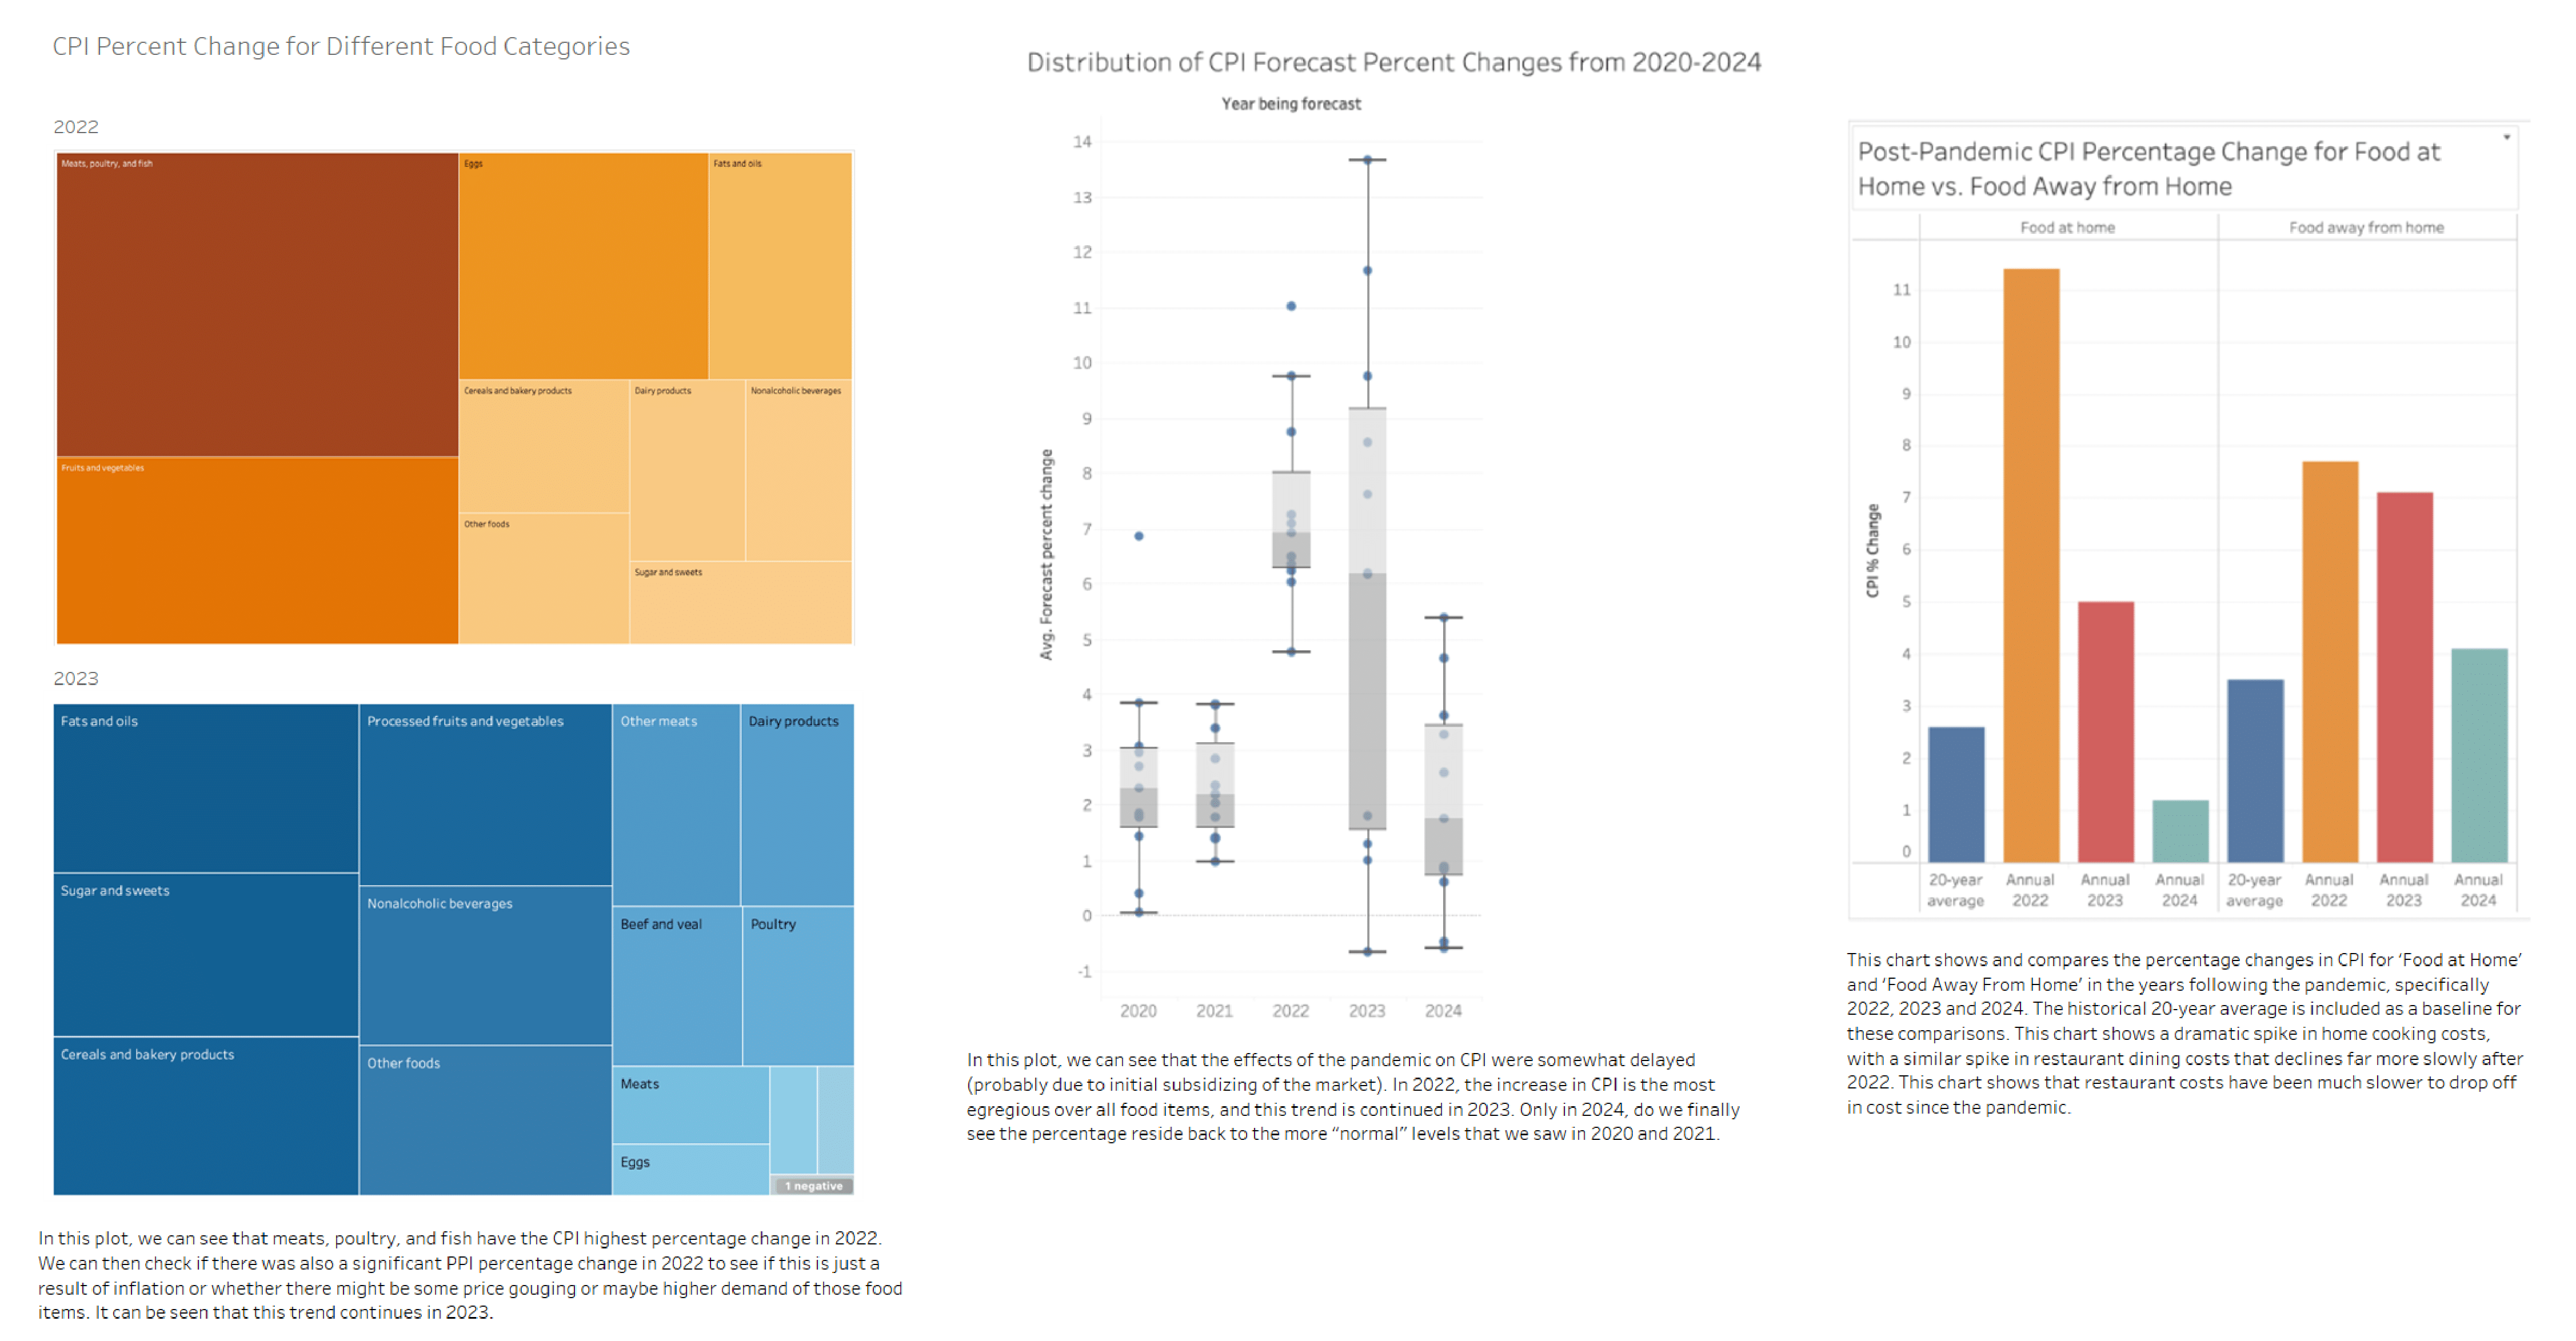 CPI Percent Change for Different Food Categories
2022
Meats, poultry, and fish
Eggs
Fats and oils
Cereals and bakery products
Dairy products
Nonalcoholic beverages
Fruits and vegetables
Other foods
Sugar and sweets
2023
Fats and oils
Processed fruits and vegetables
Other meats
Dairy products
Sugar and sweets
Nonalcoholic beverages
Beef and veal
Poultry
Cereals and bakery products
Other foods
Meats
Eggs
1 negative
In this plot, we can see that meats, poultry, and fish have the CPI highest percentage change in 2022.
We can then check if there was also a significant PPI percentage change in 2022 to see if this is just a
result of inflation or whether there might be some price gouging or maybe higher demand of those food
items. It can be seen that this trend continues in 2023.
Distribution of CPI Forecast Percent Changes from 2020-2024
Year being forecast
Avg. Forecast percent change
14
13
12
11
10
9
8
7
6
5
4
3
2
1
0
-1
2020 2021 2022 2023 2024
In this plot, we can see that the effects of the pandemic on CPI were somewhat delayed
(probably due to initial subsidizing of the market). In 2022, the increase in CPI is the most
egregious over all food items, and this trend is continued in 2023. Only in 2024, do we finally
see the percentage reside back to the more “normal” levels that we saw in 2020 and 2021.
Post-Pandemic CPI Percentage Change for Food at
Home vs. Food Away from Home
Food at home Food away from home
CPI % Change
11
10
9
8
7
6
5
4
3
2
1
0
20-year Annual Annual Annual 20-year Annual Annual Annual
average 2022 2023 2024 average 2022 2023 2024
This chart shows and compares the percentage changes in CPI for ‘Food at Home’
and ‘Food Away From Home’ in the years following the pandemic, specifically
2022, 2023 and 2024. The historical 20-year average is included as a baseline for
these comparisons. This chart shows a dramatic spike in home cooking costs,
with a similar spike in restaurant dining costs that declines far more slowly after
2022. This chart shows that restaurant costs have been much slower to drop off
in cost since the pandemic.